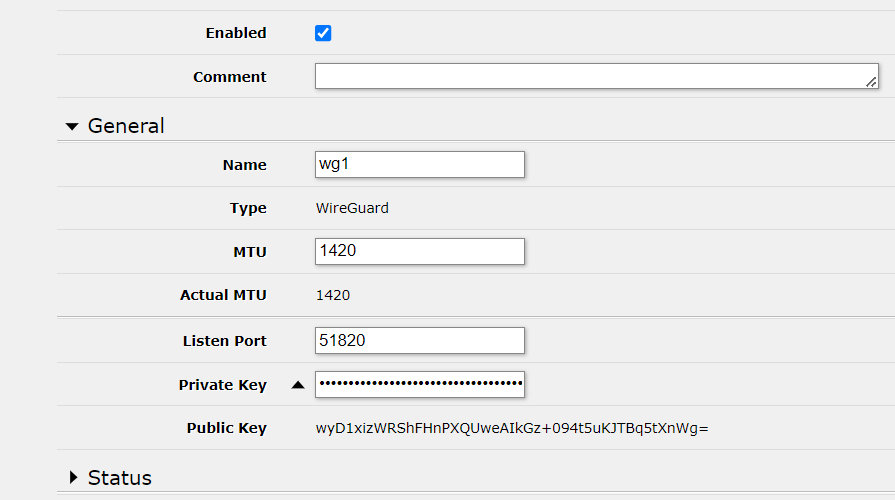 Enabled
Comment
General
Name wg1
Type WireGuard
MTU 1420
Actual MTU 1420
Listen Port 51820
Private Key ••••••••••••••••••••••••••••••••••••
Public Key wyD1xizWRShFHnPXQUweAIkGz+094t5uKJTBq5tXnWg=
Status